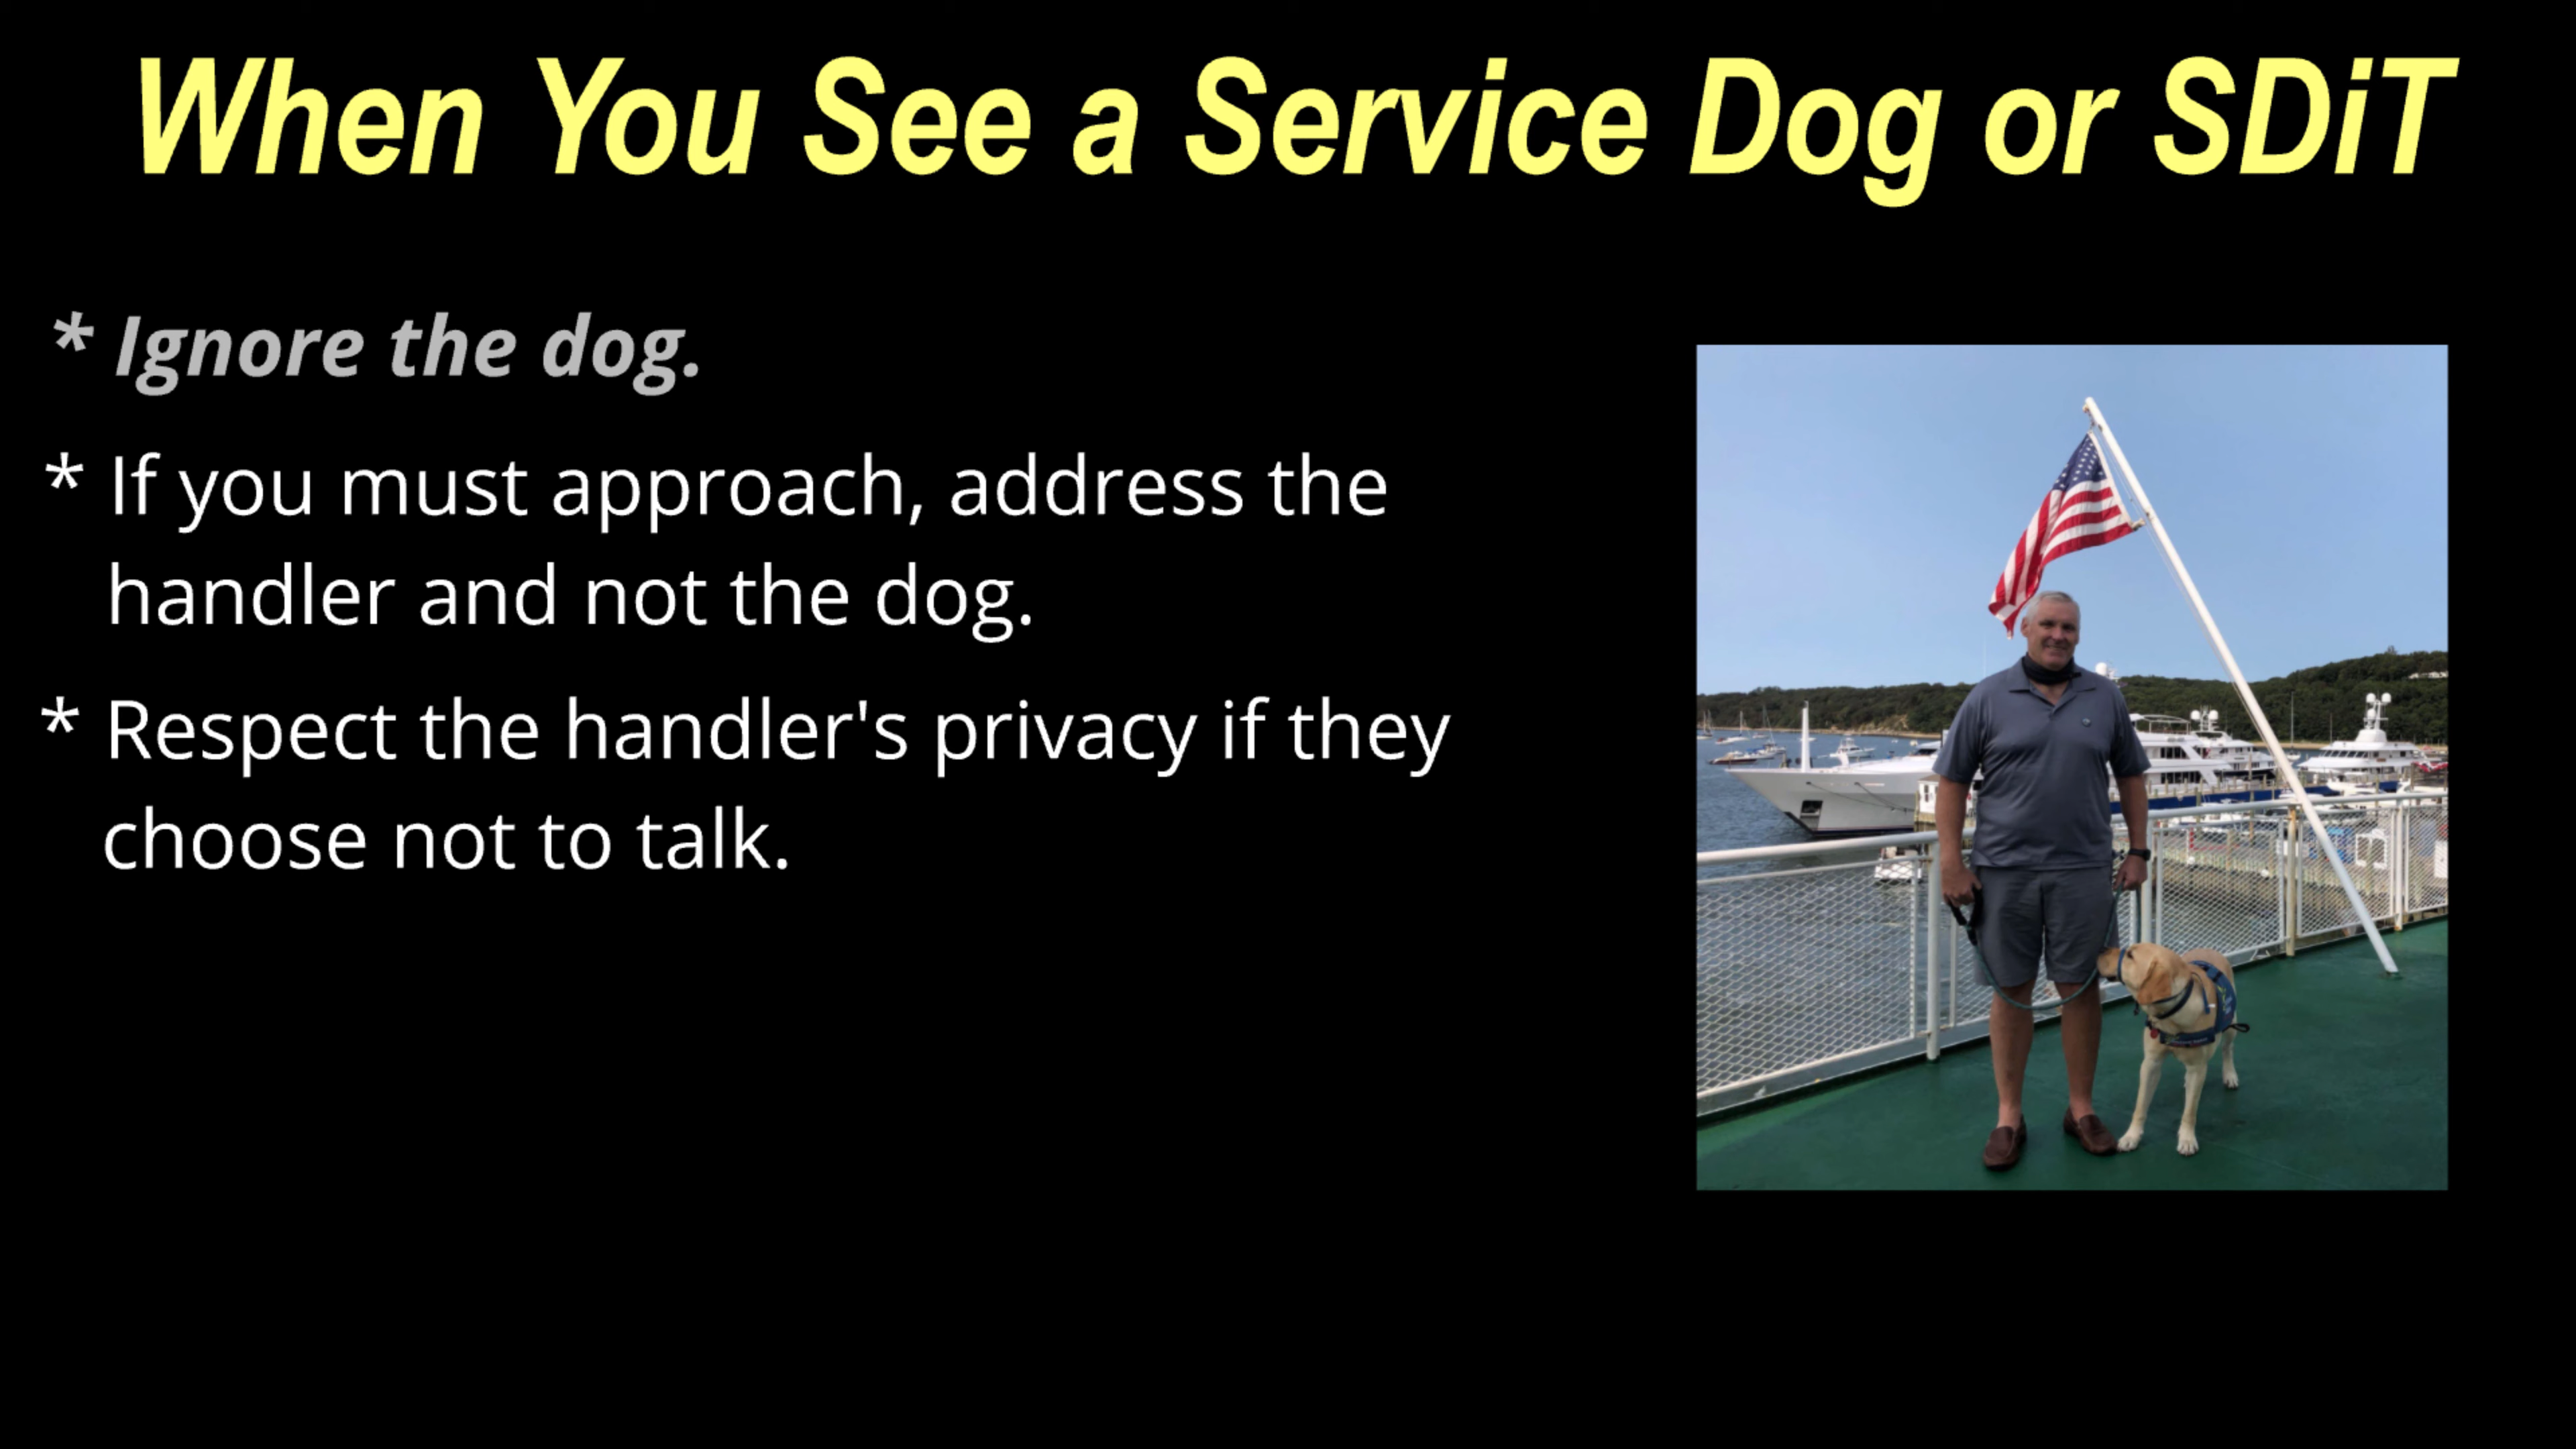 When You See a Service Dog or SDiT
* Ignore the dog.
* If you must approach, address the
handler and not the dog.
* Respect the handler's privacy if they
choose not to talk.